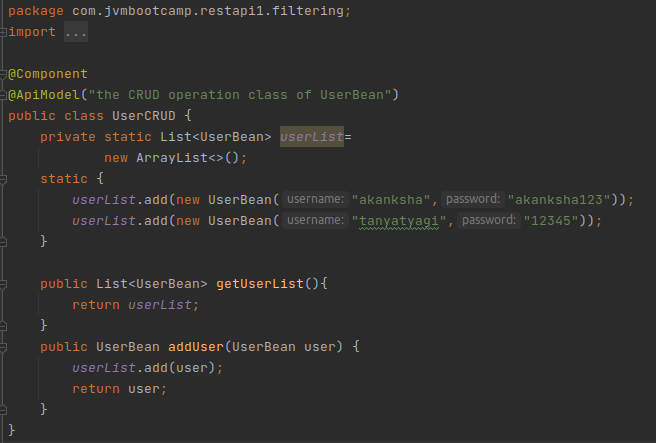 package com.jvmbootcamp.restapi1.filtering;
import ...
@Component
@ApiModel("the CRUD operation class of UserBean")
public class UserCRUD {
    private static List<UserBean> userList=
            new ArrayList<>();
    static {
        userList.add(new UserBean( username: "akanksha", password: "akanksha123"));
        userList.add(new UserBean( username: "tanyatyagi", password: "12345"));
    }
    public List<UserBean> getUserList(){
        return userList;
    }
    public UserBean addUser(UserBean user) {
        userList.add(user);
        return user;
    }
}